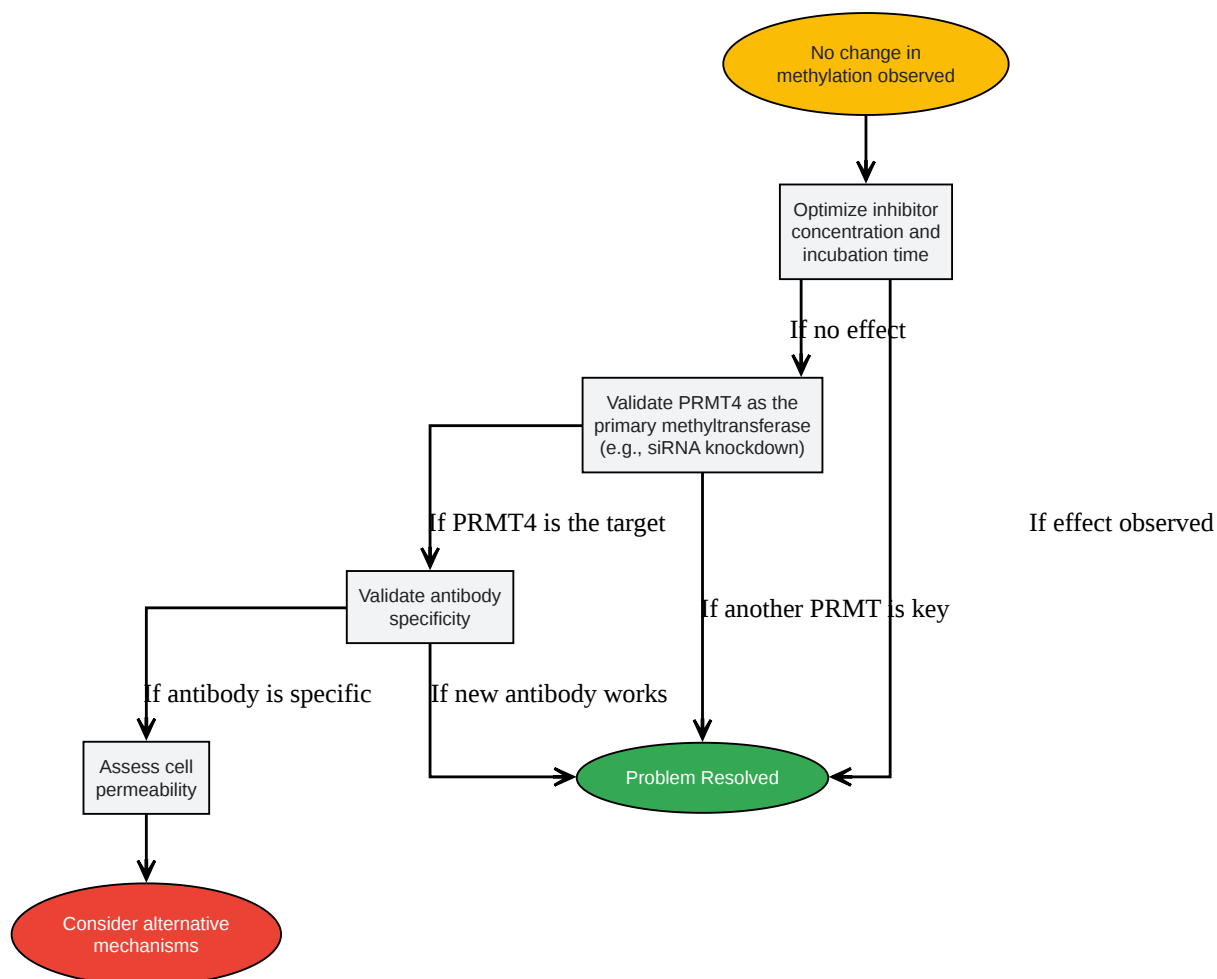 No change in
methylation observed
Optimize inhibitor
concentration and
incubation time
If no effect
Validate PRMT4 as the
primary methyltransferase
(e.g., siRNA knockdown)
If PRMT4 is the target
If effect observed
Validate antibody
specificity
If another PRMT is key
If antibody is specific
If new antibody works
Assess cell
permeability
Problem Resolved
Consider alternative
mechanisms